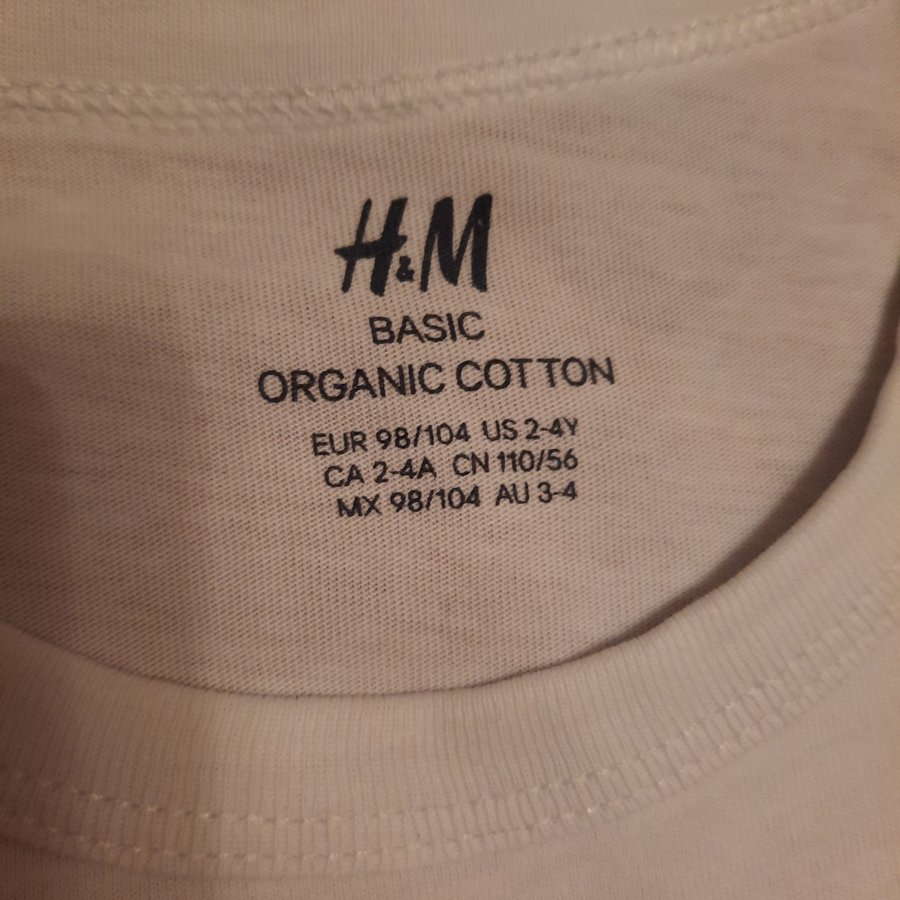 H&M
BASIC
ORGANIC COTTON
EUR 98/104 US 2-4Y
CA 2-4A CN 110/56
MX 98/104 AU 3-4